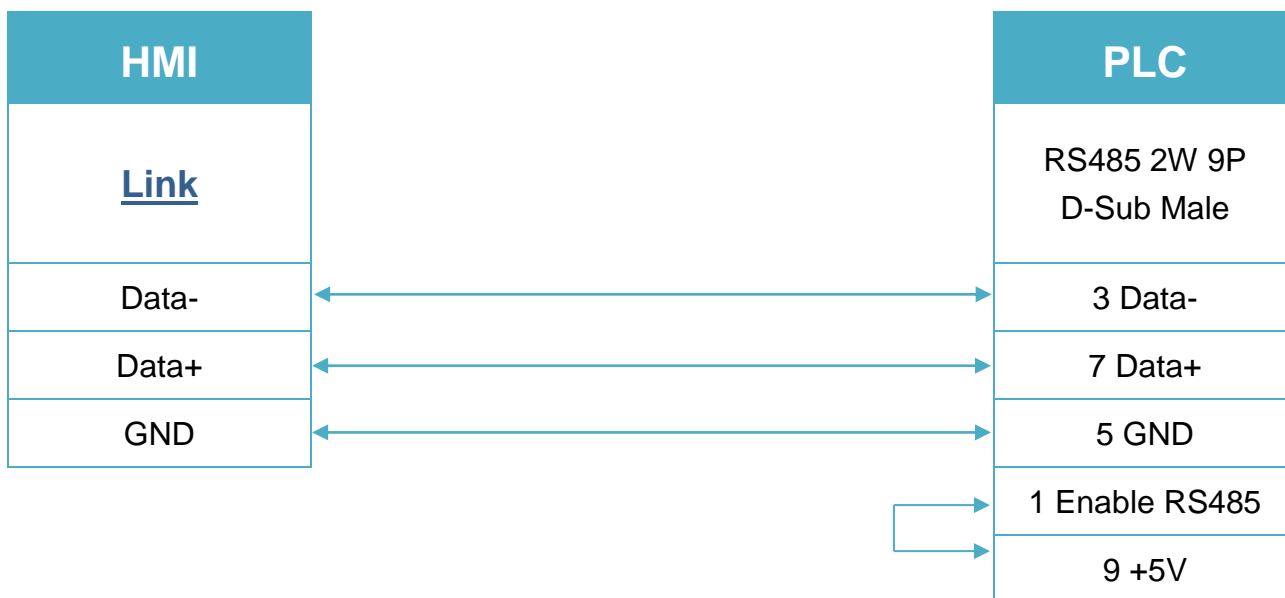 HMI
PLC
Link
RS485 2W 9P
D-Sub Male
Data-
3 Data-
Data+
7 Data+
GND
5 GND
1 Enable RS485
9 +5V